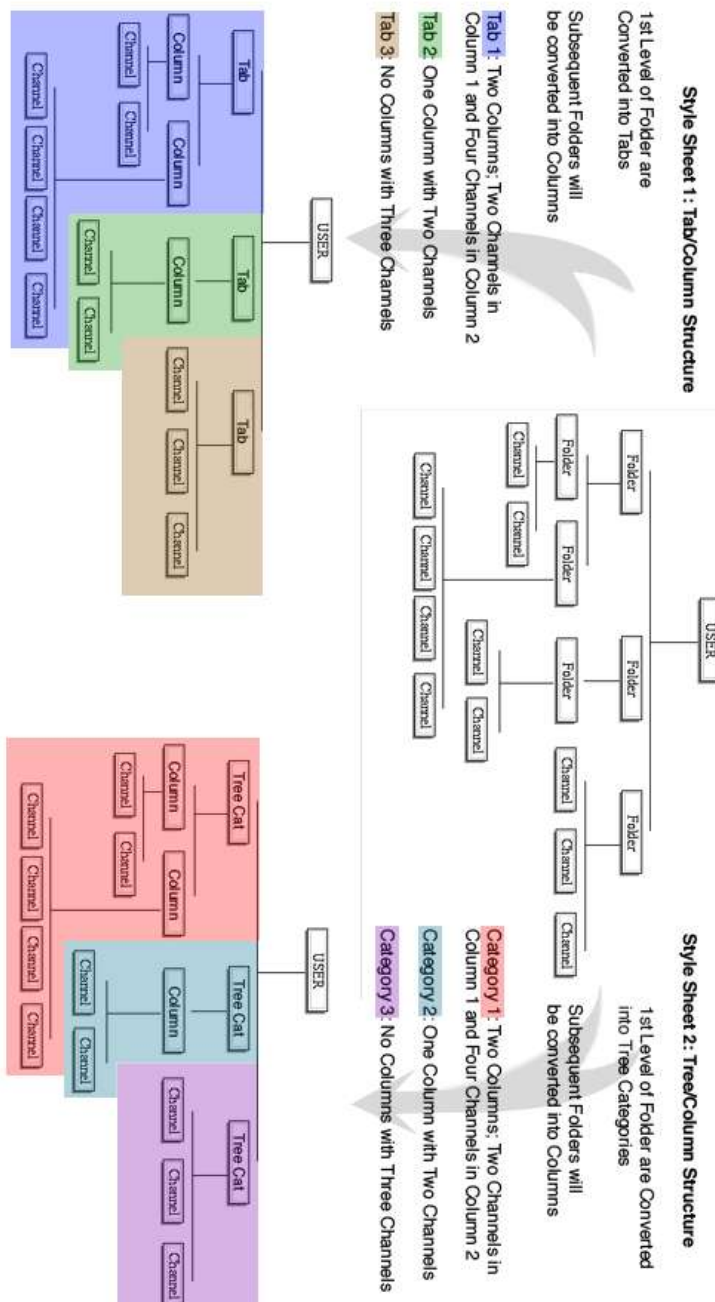 Style Sheet 1: Tab/Column Structure
1st Level of Folder are
Converted into Tabs
Subsequent Folders will
be converted into Columns
Tab 1: Two Columns; Two Channels in
Column 1 and Four Channels in Column 2
Tab 2: One Column with Two Channels
Tab 3: No Columns with Three Channels
USER
Folder
Folder
Folder
Folder
Folder
Folder
Channel
Channel
Channel
Channel
Channel
Channel
Channel
Channel
Channel
Channel
Channel
Style Sheet 2: Tree/Column Structure
1st Level of Folder are Converted
into Tree Categories
Subsequent Folders will
be converted into Columns
Category 1: Two Columns; Two Channels in
Column 1 and Four Channels in Column 2
Category 2: One Column with Two Channels
Category 3: No Columns with Three Channels
USER
Tab
Tab
Tab
Column
Column
Column
Channel
Channel
Channel
Channel
Channel
Channel
Channel
Channel
Channel
Channel
Channel
USER
Tree Cat
Tree Cat
Tree Cat
Column
Column
Column
Channel
Channel
Channel
Channel
Channel
Channel
Channel
Channel
Channel
Channel
Channel